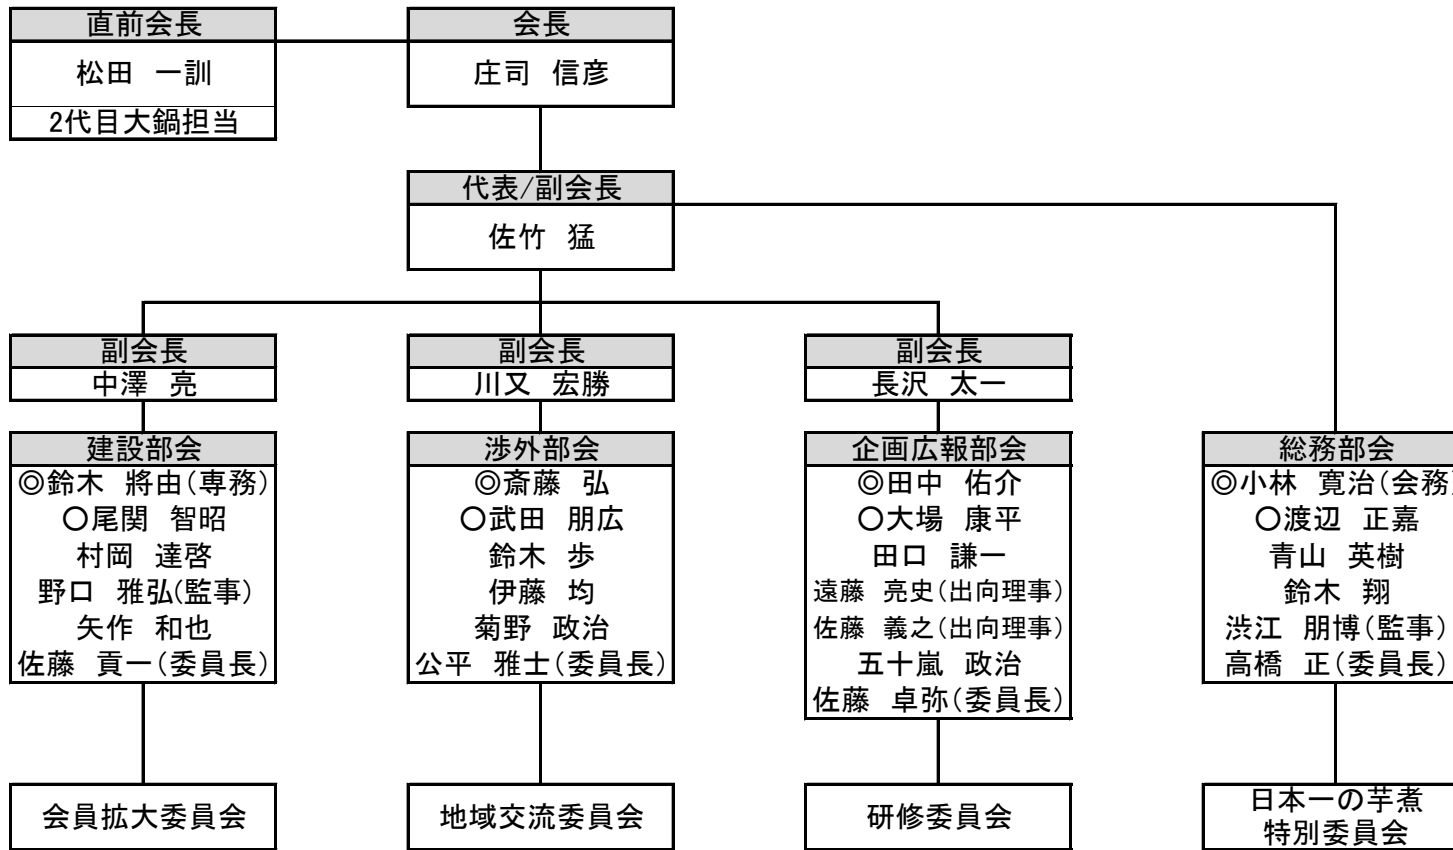 直前会長
松田 一訓
2代目大鍋担当
会長
庄司 信彦
代表/副会長
佐竹 猛
副会長
中澤 亮
副会長
川又 宏勝
副会長
長沢 太一
建設部会
◎鈴木 將由(専務)
○尾関 智昭
村岡 達啓
野口 雅弘(監事)
矢作 和也
佐藤 貢一(委員長)
渉外部会
◎斎藤 弘
○武田 朋広
鈴木 歩
伊藤 均
菊野 政治
公平 雅士(委員長)
企画広報部会
◎田中 佑介
○大場 康平
田口 謙一
遠藤 亮史(出向理事)
佐藤 義之(出向理事)
五十嵐 政治
佐藤 卓弥(委員長)
総務部会
◎小林 寛治(会務)
○渡辺 正嘉
青山 英樹
鈴木 翔
渋江 朋博(監事)
高橋 正(委員長)
会員拡大委員会
地域交流委員会
研修委員会
日本一の芋煮
特別委員会